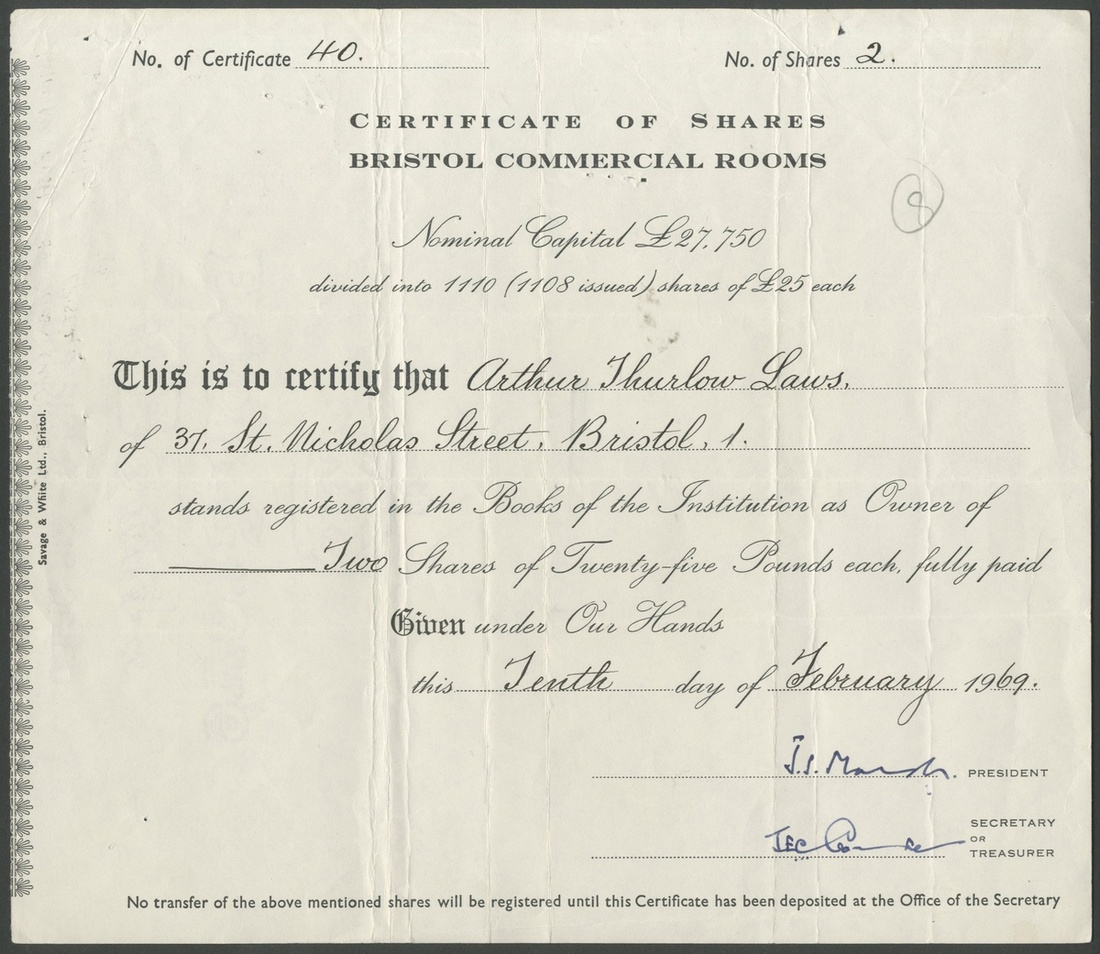 No. of Certificate 40.
No. of Shares 2.
CERTIFICATE OF SHARES
BRISTOL COMMERCIAL ROOMS
8
Nominal Capital £27,750
divided into 1110 (1108 issued) shares of £25 each
This is to certify that Arthur Thurlow Laws.
of 37, St. Nicholas Street, Bristol, 1.
stands registered in the Books of the Institution as Owner of
Two Shares of Twenty-five Pounds each, fully paid
Given under Our Hands
this Tenth day of February 1969.
J.S. Marsh. PRESIDENT
SECRETARY
OR
TREASURER
No transfer of the above mentioned shares will be registered until this Certificate has been deposited at the Office of the Secretary
Savage & White Ltd., Bristol.